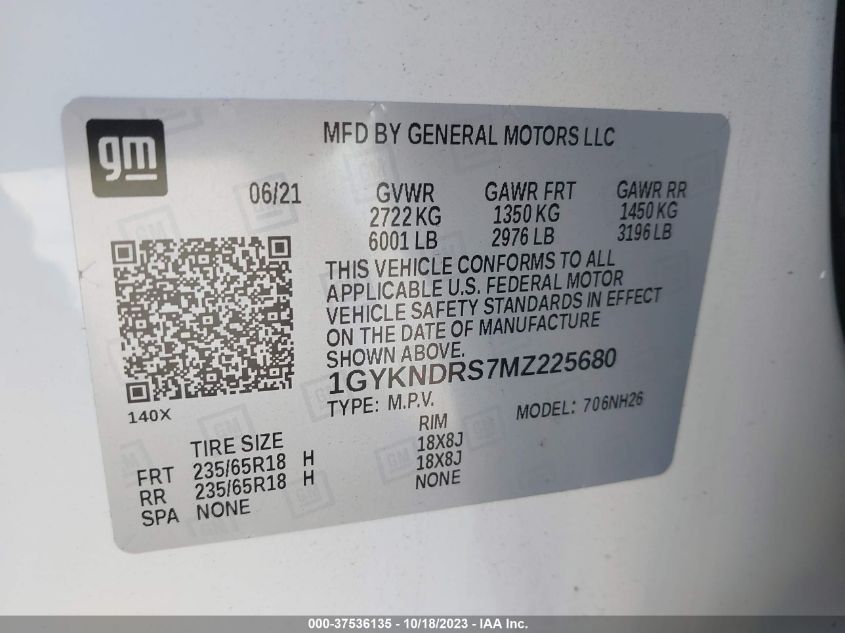 gm
MFD BY GENERAL MOTORS LLC
06/21 GVWR GAWR FRT GAWR RR
2722 KG 1350 KG 1450 KG
6001 LB 2976 LB 3196 LB
THIS VEHICLE CONFORMS TO ALL
APPLICABLE U.S. FEDERAL MOTOR
VEHICLE SAFETY STANDARDS IN EFFECT
ON THE DATE OF MANUFACTURE
SHOWN ABOVE.
1GYKNDRS7MZ225680
140X
TYPE: M.P.V. MODEL: 706NH26
TIRE SIZE RIM
FRT 235/65R18 H 18X8J
RR 235/65R18 H 18X8J
SPA NONE NONE
000-37536135 - 10/18/2023 - IAA Inc.